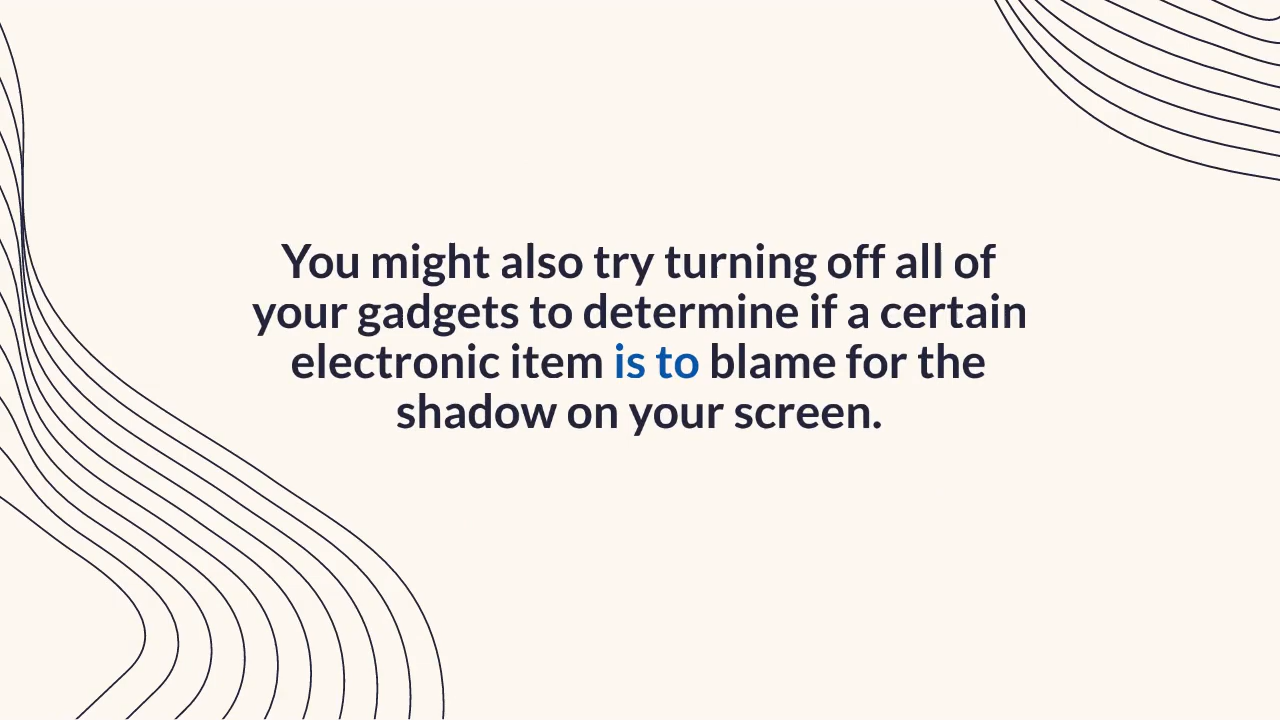 You might also try turning off all of
your gadgets to determine if a certain
electronic item is to blame for the
shadow on your screen.